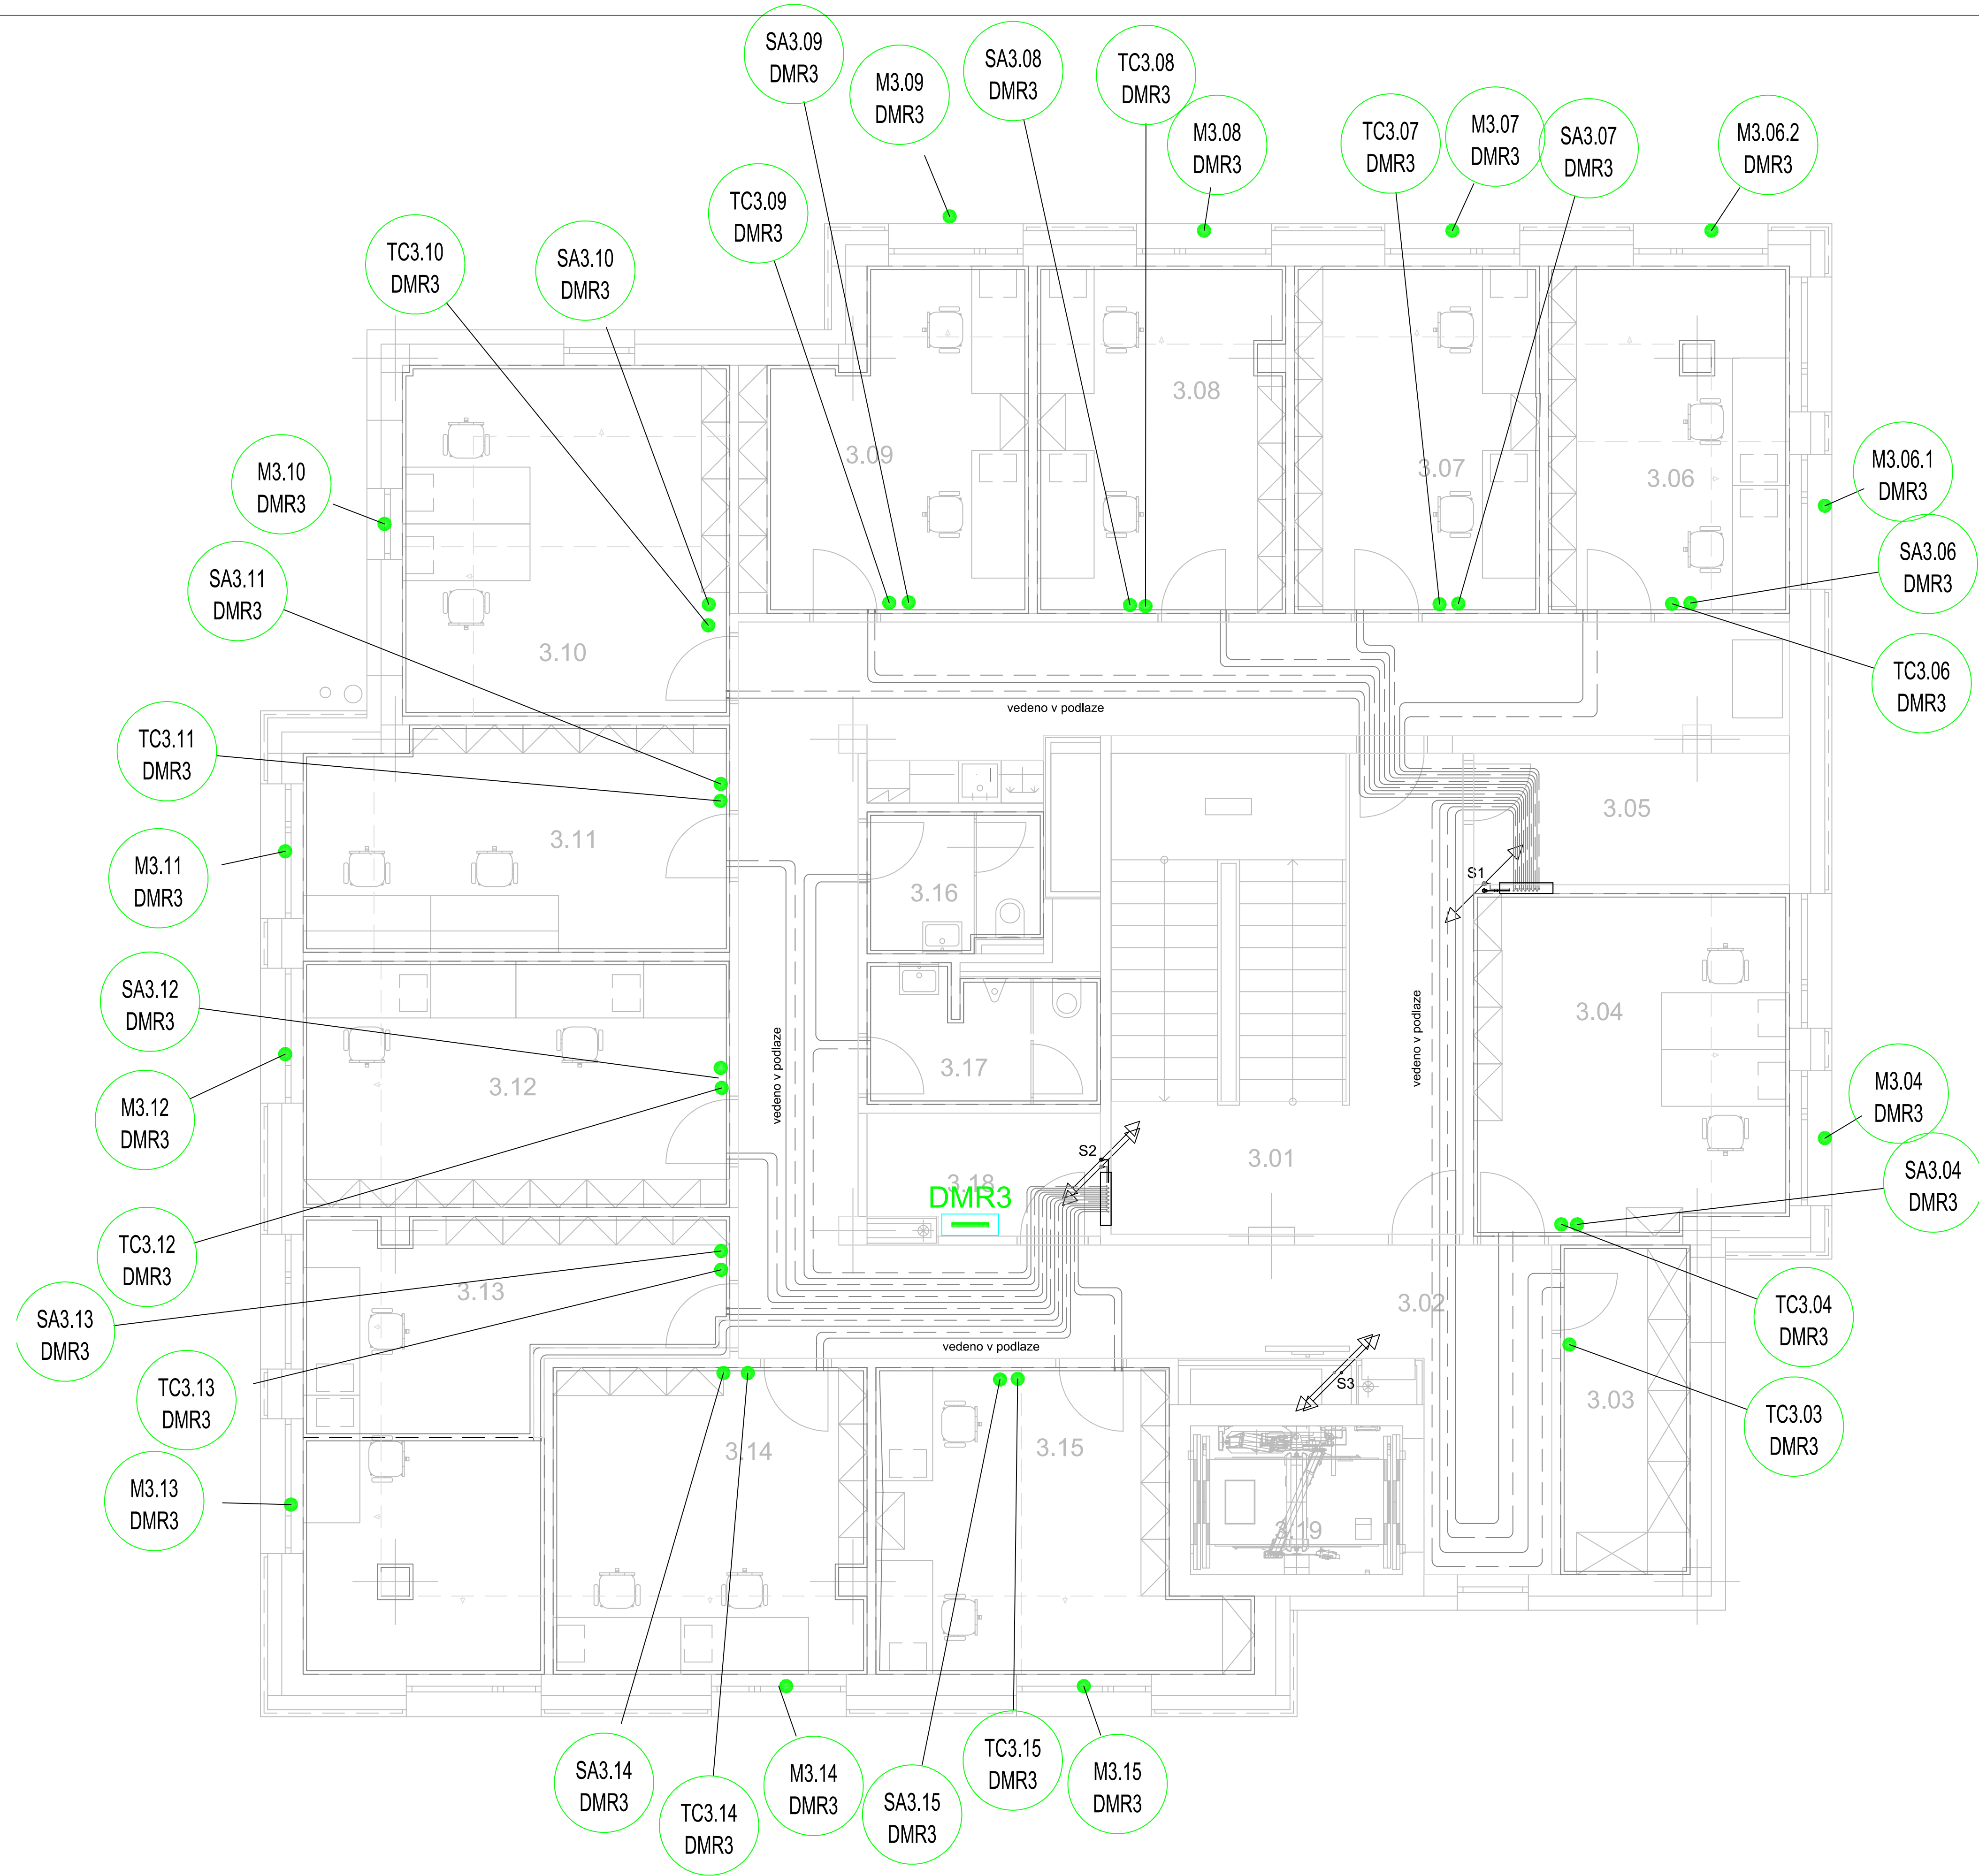 SA3.09
DMR3
M3.09
DMR3
SA3.08
DMR3
TC3.08
DMR3
M3.08
DMR3
TC3.07
DMR3
M3.07
DMR3
SA3.07
DMR3
M3.06.2
DMR3
TC3.09
DMR3
TC3.10
DMR3
SA3.10
DMR3
M3.10
DMR3
SA3.11
DMR3
TC3.11
DMR3
M3.11
DMR3
SA3.12
DMR3
M3.12
DMR3
TC3.12
DMR3
SA3.13
DMR3
TC3.13
DMR3
M3.13
DMR3
3.09
3.08
3.07
3.06
M3.06.1
DMR3
SA3.06
DMR3
TC3.06
DMR3
3.10
vedeno v podlaze
3.11
3.16
3.05
S1
3.12
3.17
vedeno v podlaze
vedeno v podlaze
3.04
M3.04
DMR3
SA3.04
DMR3
TC3.04
DMR3
TC3.03
DMR3
S2
3.01
3.18
DMR3
3.13
3.02
vedeno v podlaze
S3
3.03
3.14
3.15
3.19
SA3.14
DMR3
TC3.14
DMR3
M3.14
DMR3
SA3.15
DMR3
TC3.15
DMR3
M3.15
DMR3